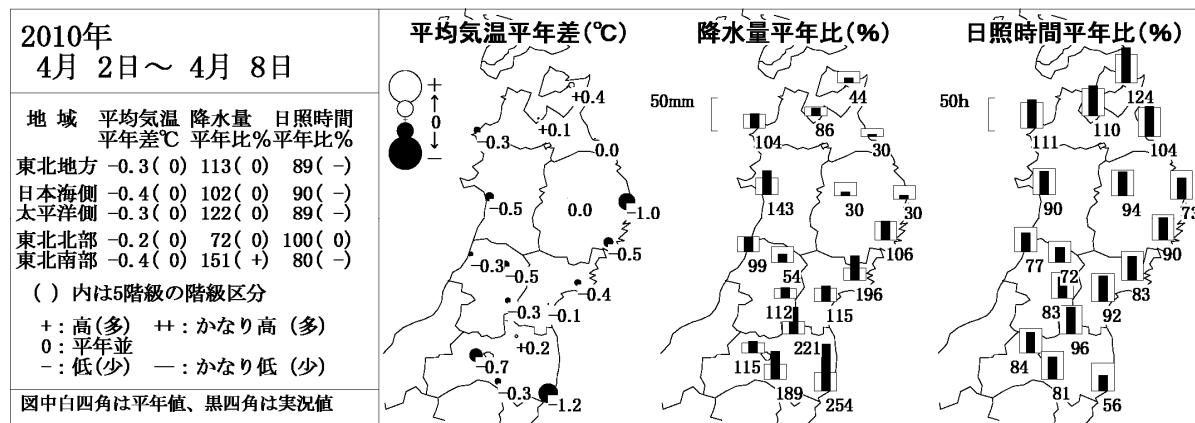 2010年
4月 2日～ 4月 8日
地 域 平均気温 降水量 日照時間
平年差℃ 平年比% 平年比%
東北地方 -0.3( 0) 113( 0) 89( -)
日本海側 -0.4( 0) 102( 0) 90( -)
太平洋側 -0.3( 0) 122( 0) 89( -)
東北北部 -0.2( 0) 72( 0) 100( 0)
東北南部 -0.4( 0) 151( +) 80( -)
( ) 内は5階級の階級区分
+ : 高(多) ++ : かなり高 (多)
0 : 平年並
- : 低(少) — : かなり低 (少)
図中白四角は平年値、黒四角は実況値
平均気温平年差(℃)
+
↑
0
↓
-
+0.4
+0.1
-0.3
0.0
-0.5
0.0
-1.0
-0.5
-0.3
-0.5
-0.4
-0.3
-0.1
+0.2
-0.7
-0.3
-1.2
降水量平年比(%)
50mm
44
86
104
30
143
30
30
106
99
54
196
112
115
221
115
189
254
日照時間平年比(%)
50h
124
110
111
104
90
94
73
90
77
72
83
83
92
96
84
81
56